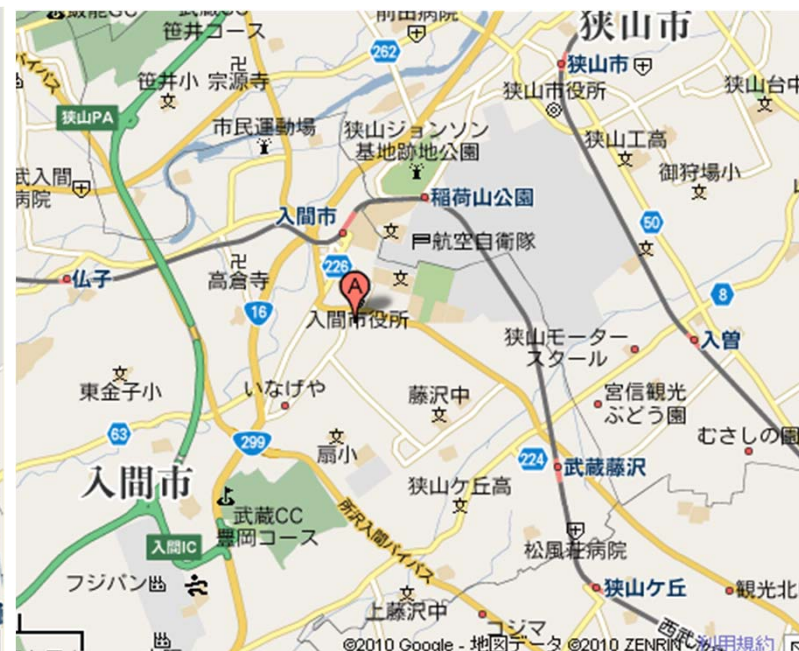 笹井コース
前田病院
狭山市
262
狭山市
笹井小
宗源寺
狭山市役所
狭山台中
狭山PA
市民運動場
狭山ジョンソン
基地跡地公園
狭山工高
御狩場小
武入間
病院
稲荷山公園
入間市
航空自衛隊
50
仏子
高倉寺
226
A
8
16
入間市役所
狭山モーター
スクール
入曽
東金子小
いなげや
藤沢中
宮信観光
ぶどう園
63
299
扇小
むさしの園
224
武蔵藤沢
入間市
狭山ケ丘高
武蔵CC
豊岡コース
所沢入間バイパス
入間IC
松風荘病院
フジパン
狭山ケ丘
観光北
上藤沢中
コジマ
©2010 Google - 地図データ ©2010 ZENRIN
利用規約